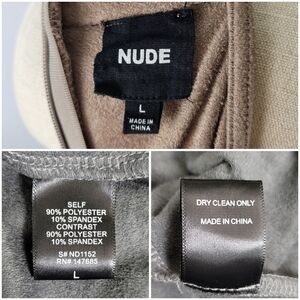 NUDE
L
MADE IN
CHINA
SELF
90% POLYESTER
10% SPANDEX
CONTRAST
90% POLYESTER
10% SPANDEX
S# ND1152
RN# 147685
L
DRY CLEAN ONLY
MADE IN CHINA